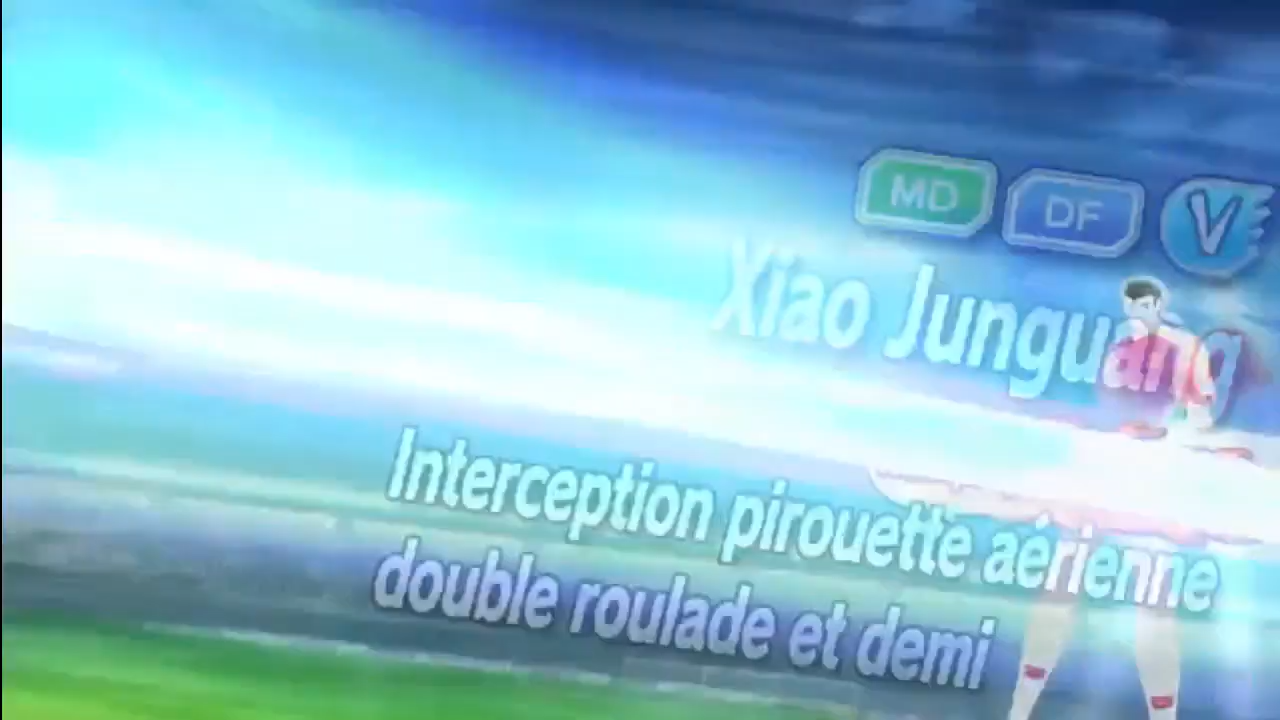 MD DF V
Xiao Junguang
Interception pirouette aérienne
double roulade et demi